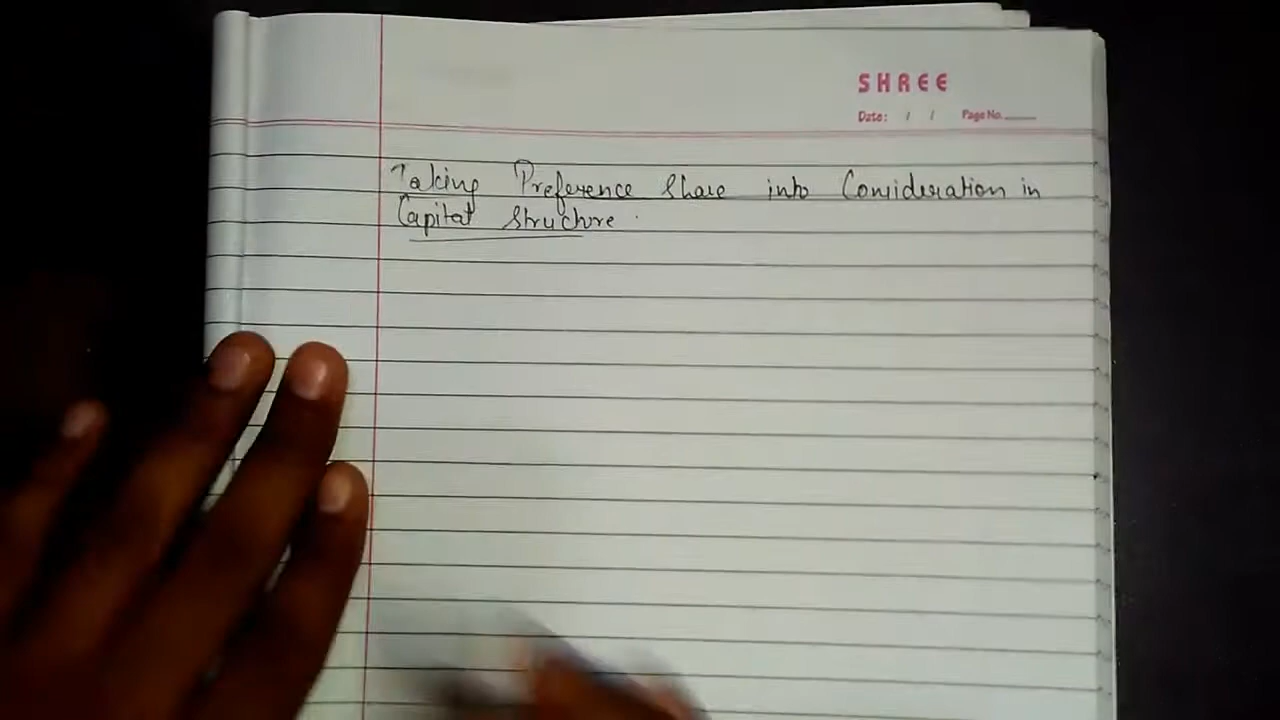 SHREE
Date: / / Page No.
Taking Preference Share into Consideration in
Capital Structure.